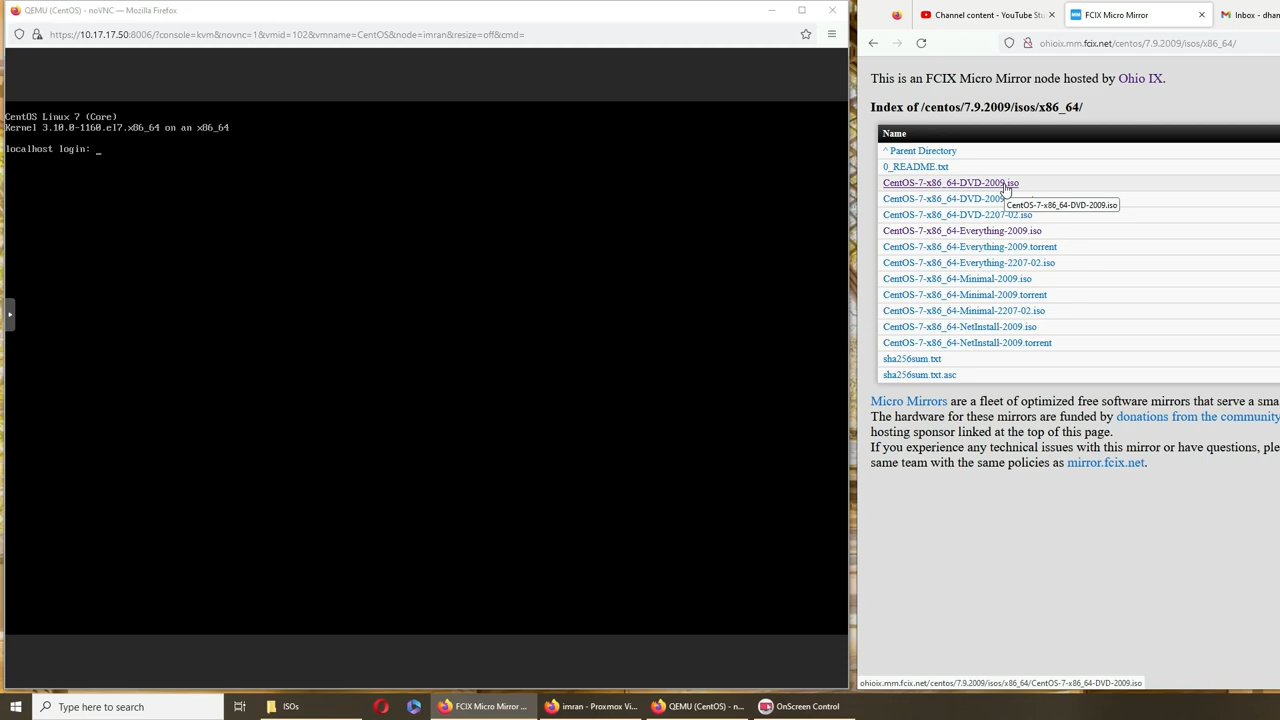 QEMU (CentOS) - noVNC — Mozilla Firefox
https://10.17.17.50:8006/?console=kvm&novnc=1&vmid=102&vmname=CentOS&node=imran&resize=off&cmd=
CentOS Linux 7 (Core)
Kernel 3.10.0-1160.el7.x86_64 on an x86_64
localhost login: _
Channel content - YouTube Stu
FCIX Micro Mirror
Inbox - dhan
ohioix.mm.fcix.net/centos/7.9.2009/isos/x86_64/
This is an FCIX Micro Mirror node hosted by Ohio IX.
Index of /centos/7.9.2009/isos/x86_64/
Name
^ Parent Directory
0_README.txt
CentOS-7-x86_64-DVD-2009.iso
CentOS-7-x86_64-DVD-2009
CentOS-7-x86_64-DVD-2009.iso
CentOS-7-x86_64-DVD-2207-02.iso
CentOS-7-x86_64-Everything-2009.iso
CentOS-7-x86_64-Everything-2009.torrent
CentOS-7-x86_64-Everything-2207-02.iso
CentOS-7-x86_64-Minimal-2009.iso
CentOS-7-x86_64-Minimal-2009.torrent
CentOS-7-x86_64-Minimal-2207-02.iso
CentOS-7-x86_64-NetInstall-2009.iso
CentOS-7-x86_64-NetInstall-2009.torrent
sha256sum.txt
sha256sum.txt.asc
Micro Mirrors are a fleet of optimized free software mirrors that serve a sma
The hardware for these mirrors are funded by donations from the community
hosting sponsor linked at the top of this page.
If you experience any technical issues with this mirror or have questions, ple
same team with the same policies as mirror.fcix.net.
ohioix.mm.fcix.net/centos/7.9.2009/isos/x86_64/CentOS-7-x86_64-DVD-2009.iso
Type here to search
ISOs
FCIX Micro Mirror ...
imran - Proxmox Vi...
QEMU (CentOS) - n...
OnScreen Control